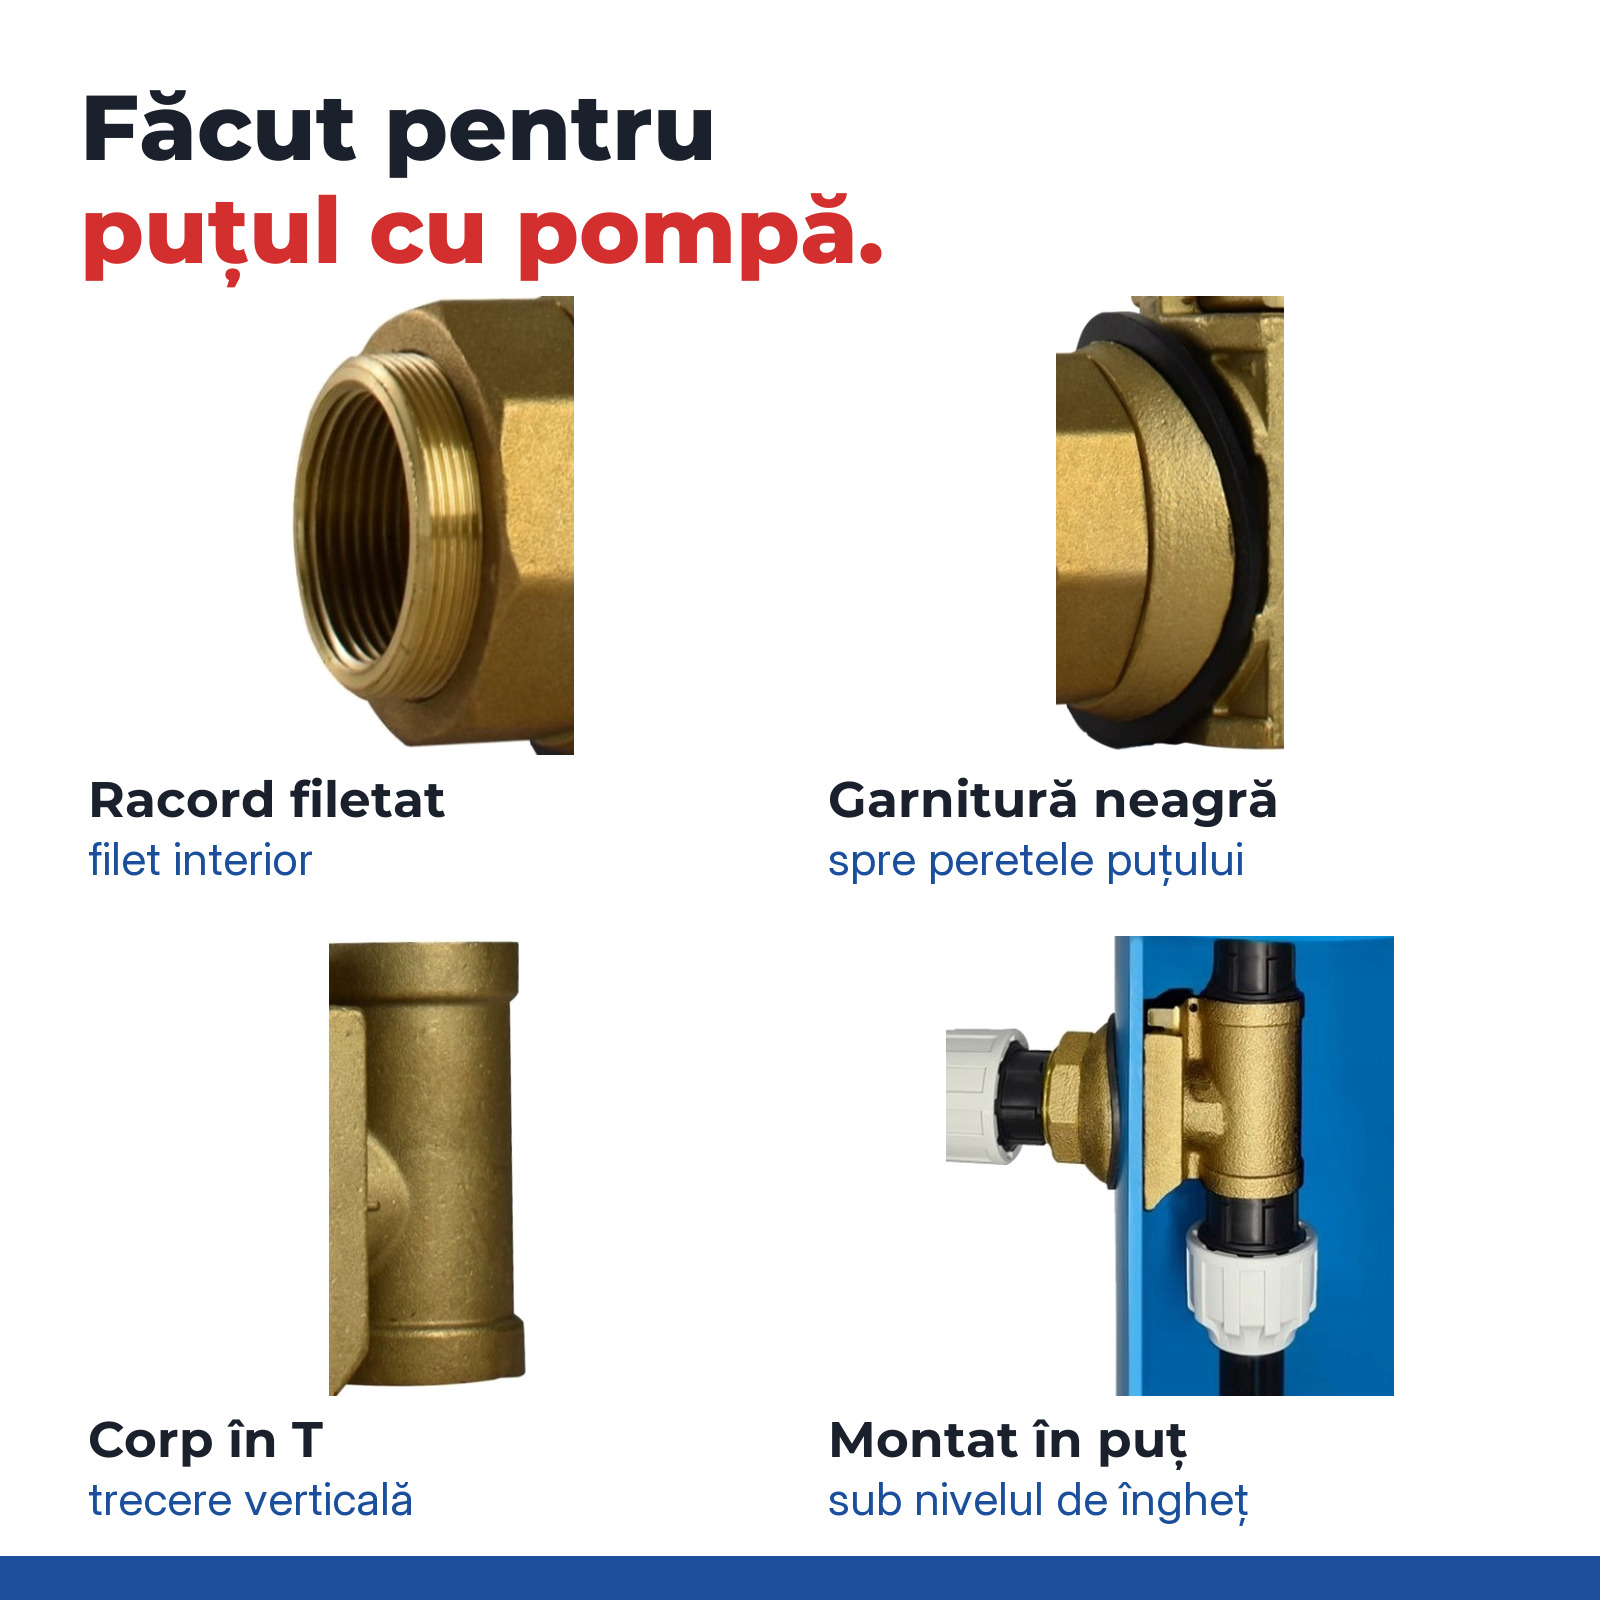 Făcut pentru
puțul cu pompă.
Racord filetat
filet interior
Garnitură neagră
spre peretele puțului
Corp în T
trecere verticală
Montat în puț
sub nivelul de îngheț